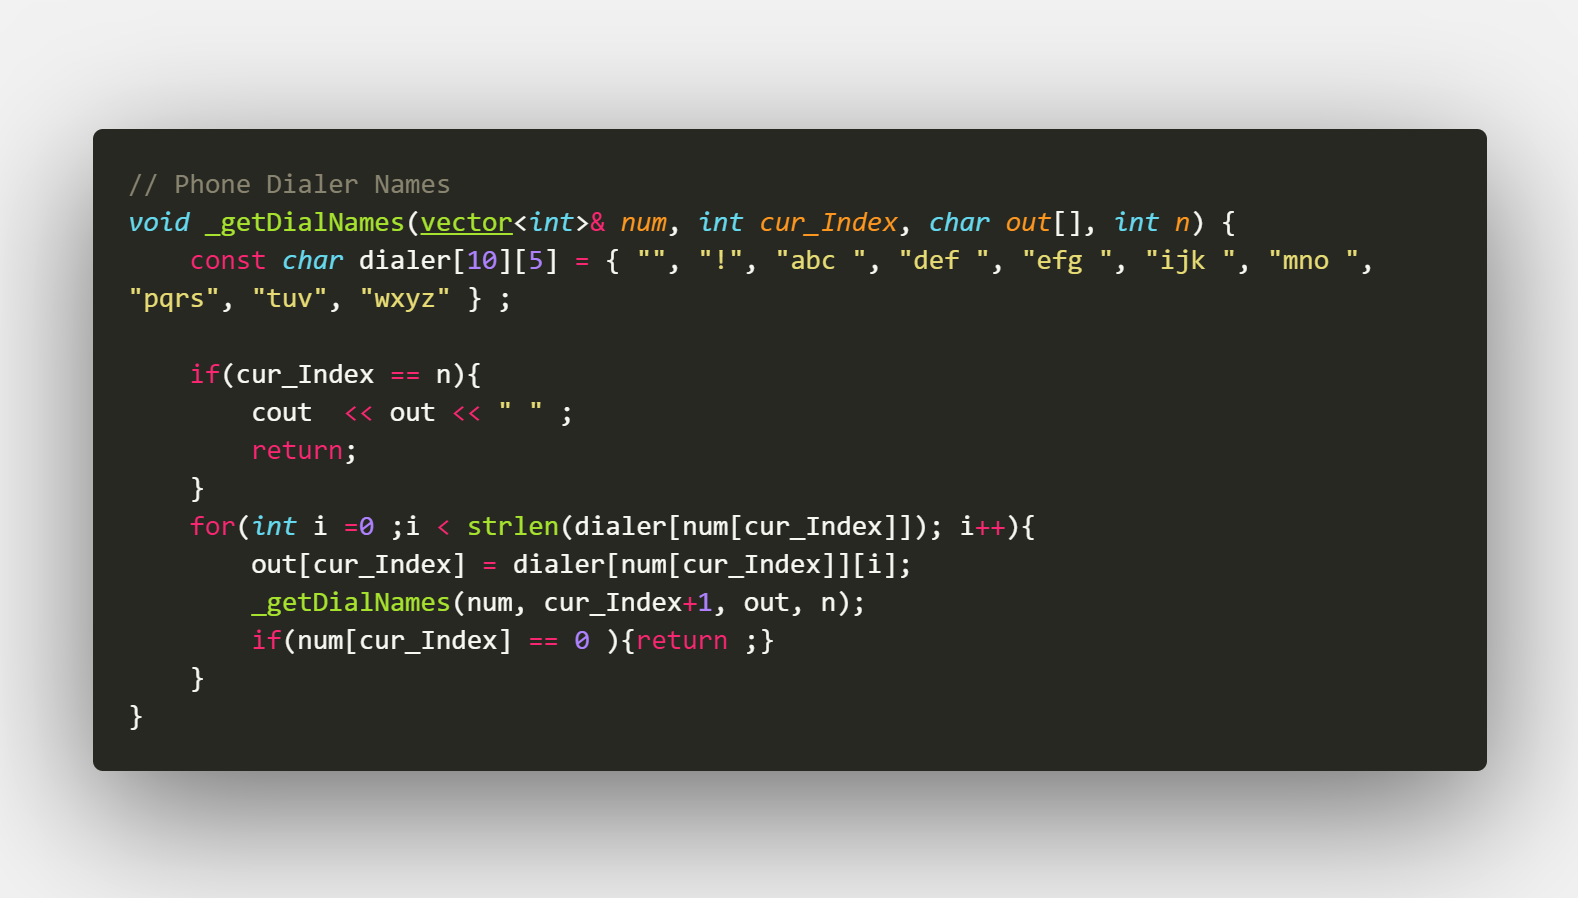 // Phone Dialer Names
void _getDialNames(vector<int>& num, int cur_Index, char out[], int n) {
    const char dialer[10][5] = { "", "!", "abc ", "def ", "efg ", "ijk ", "mno ",
"pqrs", "tuv", "wxyz" } ;

    if(cur_Index == n){
        cout  << out << " " ;
        return;
    }
    for(int i =0 ;i < strlen(dialer[num[cur_Index]]); i++){
        out[cur_Index] = dialer[num[cur_Index]][i];
        _getDialNames(num, cur_Index+1, out, n);
        if(num[cur_Index] == 0 ){return ;}
    }
}